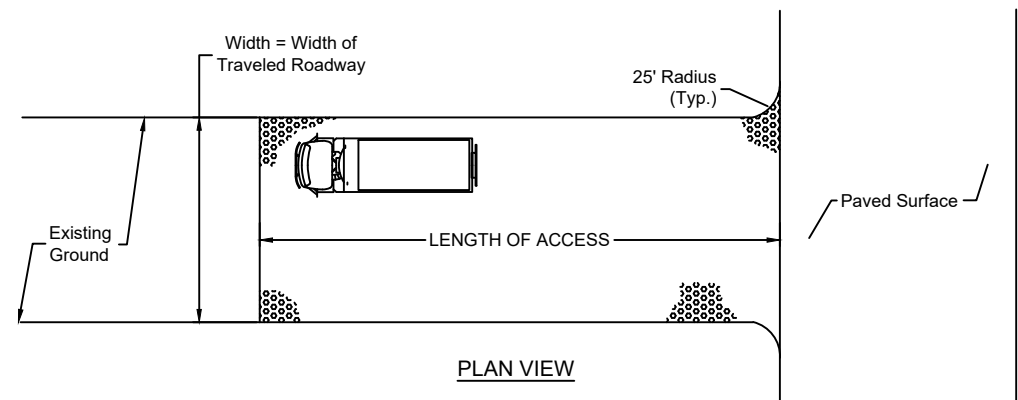 Width = Width of
Traveled Roadway
25' Radius
(Typ.)
Paved Surface
Existing
Ground
LENGTH OF ACCESS
PLAN VIEW